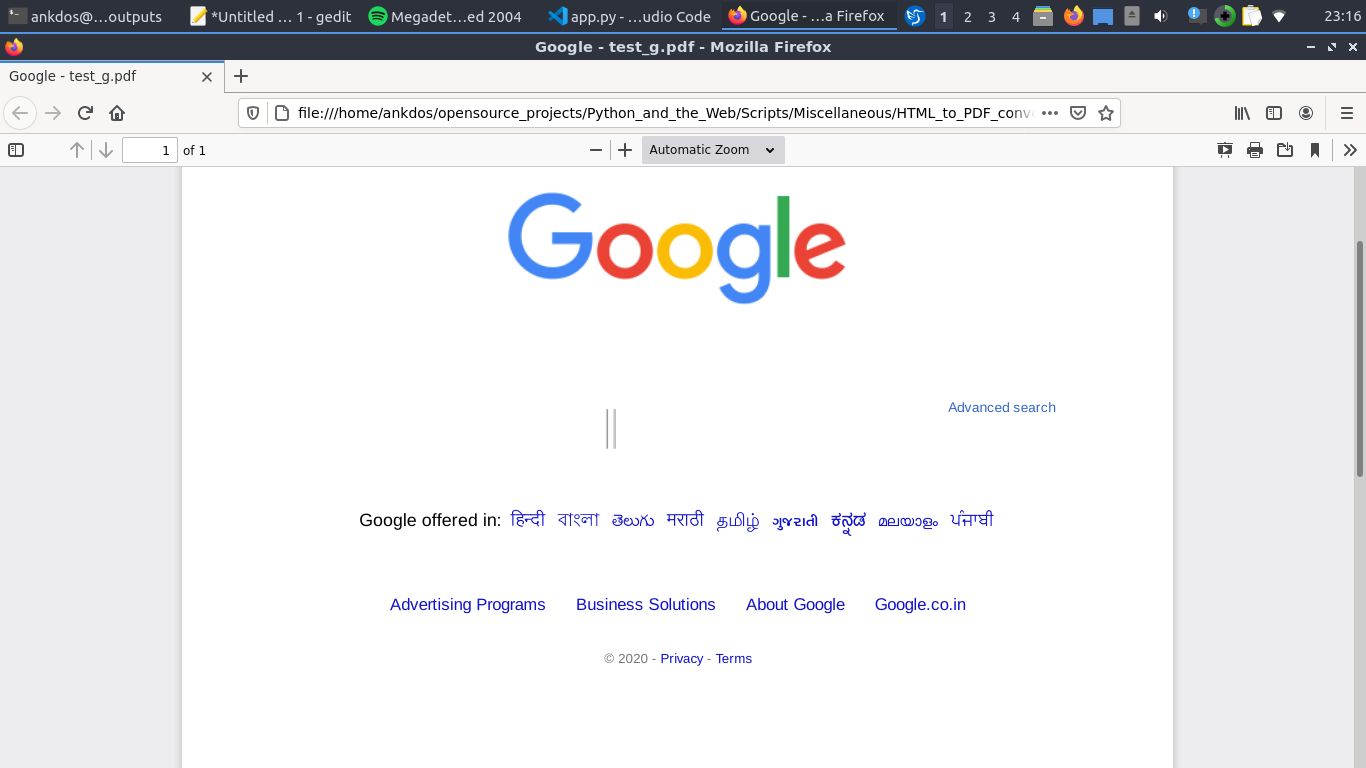 ankdos@...outputs *Untitled ... 1 - gedit Megadet...ed 2004 app.py - ...udio Code Google - ...a Firefox 1 2 3 4 23:16
Google - test_g.pdf - Mozilla Firefox
Google - test_g.pdf
file:///home/ankdos/opensource_projects/Python_and_the_Web/Scripts/Miscellaneous/HTML_to_PDF_conv
1 of 1 Automatic Zoom
Google
Advanced search
Google offered in: हिन्दी বাংলা తెలుగు मराठी தமிழ் ગુજરાતી ಕನ್ನಡ മലയാളം ਪੰਜਾਬੀ
Advertising Programs Business Solutions About Google Google.co.in
© 2020 - Privacy - Terms